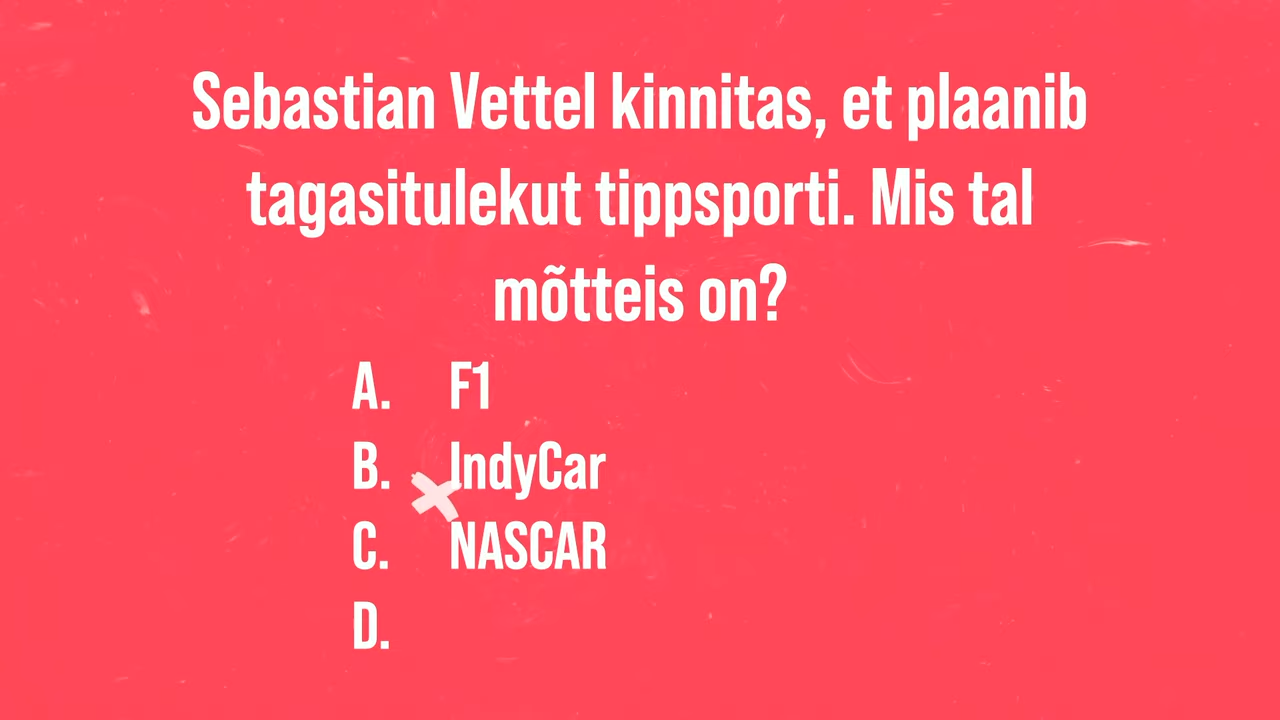 Sebastian Vettel kinnitas, et plaanib
tagasitulekut tippsporti. Mis tal
mõtteis on?
A. F1
B. IndyCar
C. NASCAR
D.